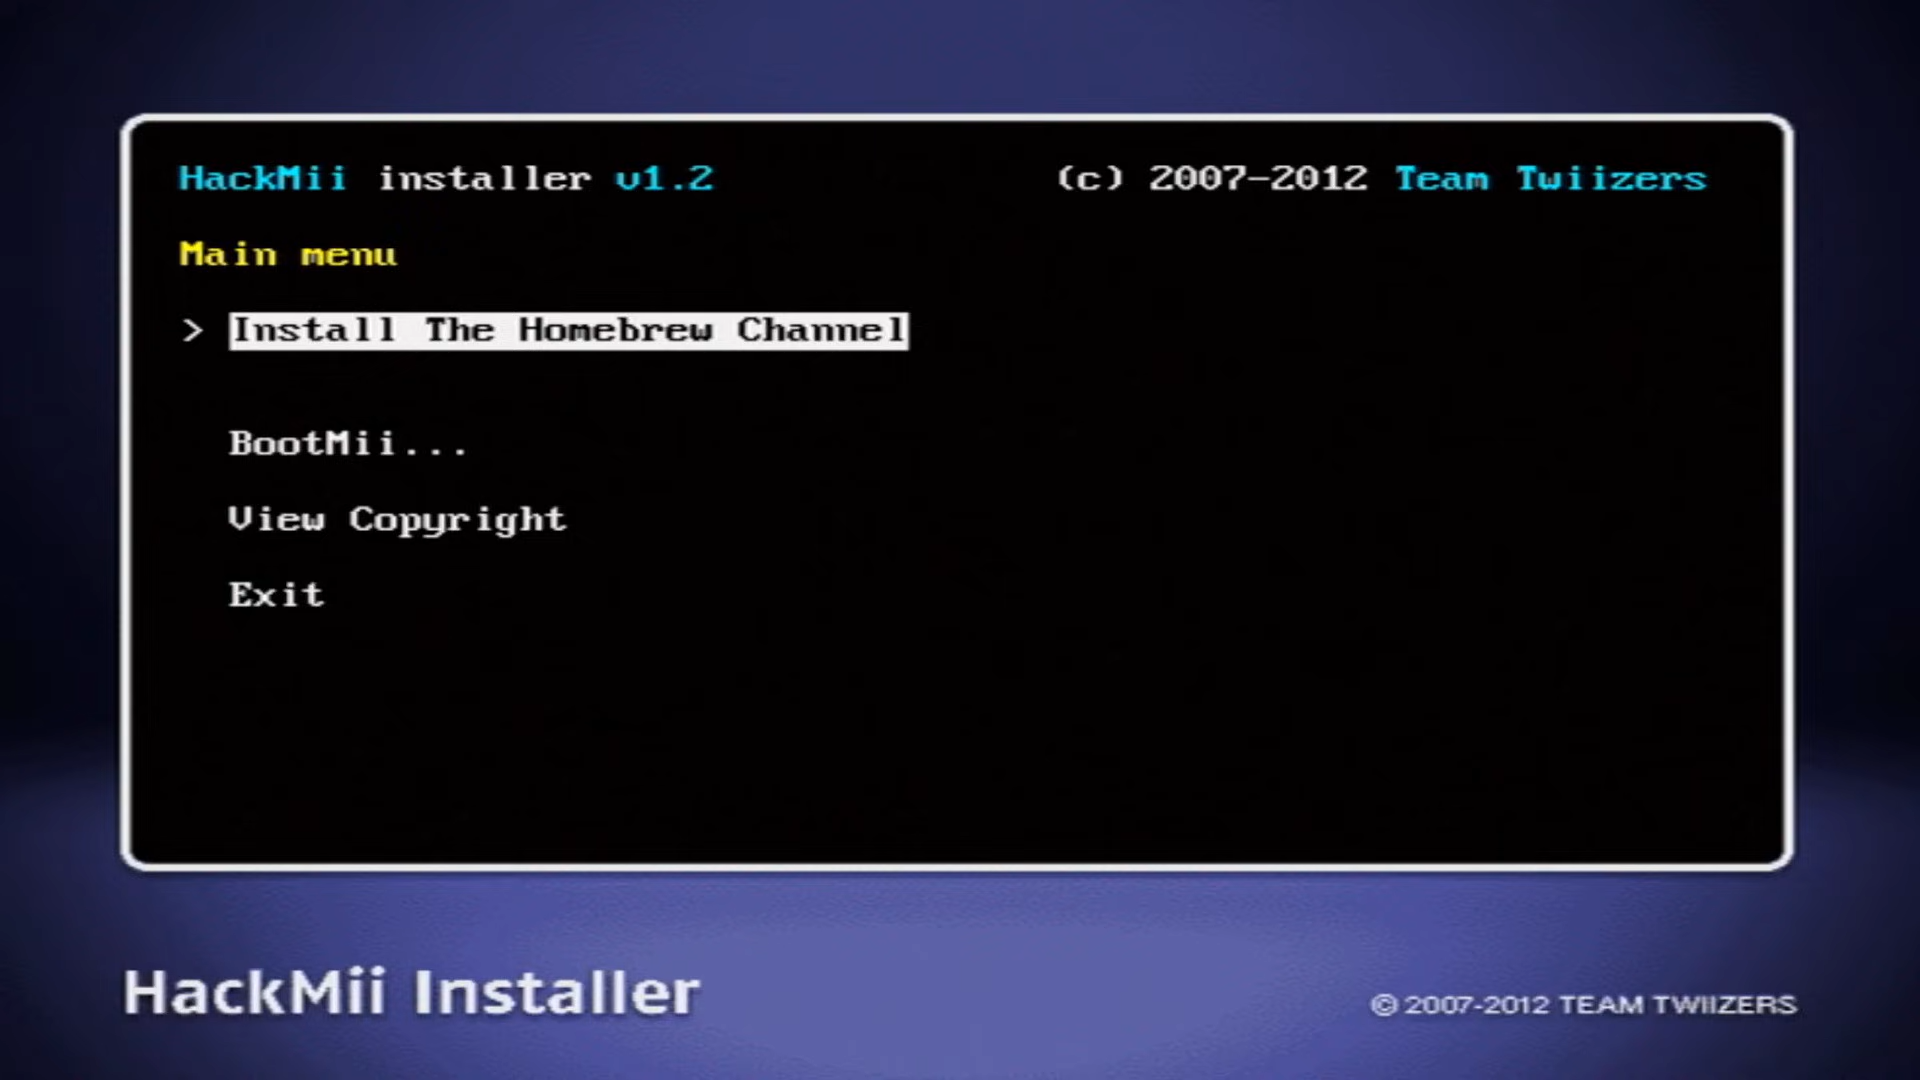 HackMii installer v1.2 (c) 2007-2012 Team Twiizers
Main menu
> Install The Homebrew Channel
BootMii...
View Copyright
Exit
HackMii Installer
© 2007-2012 TEAM TWIIZERS